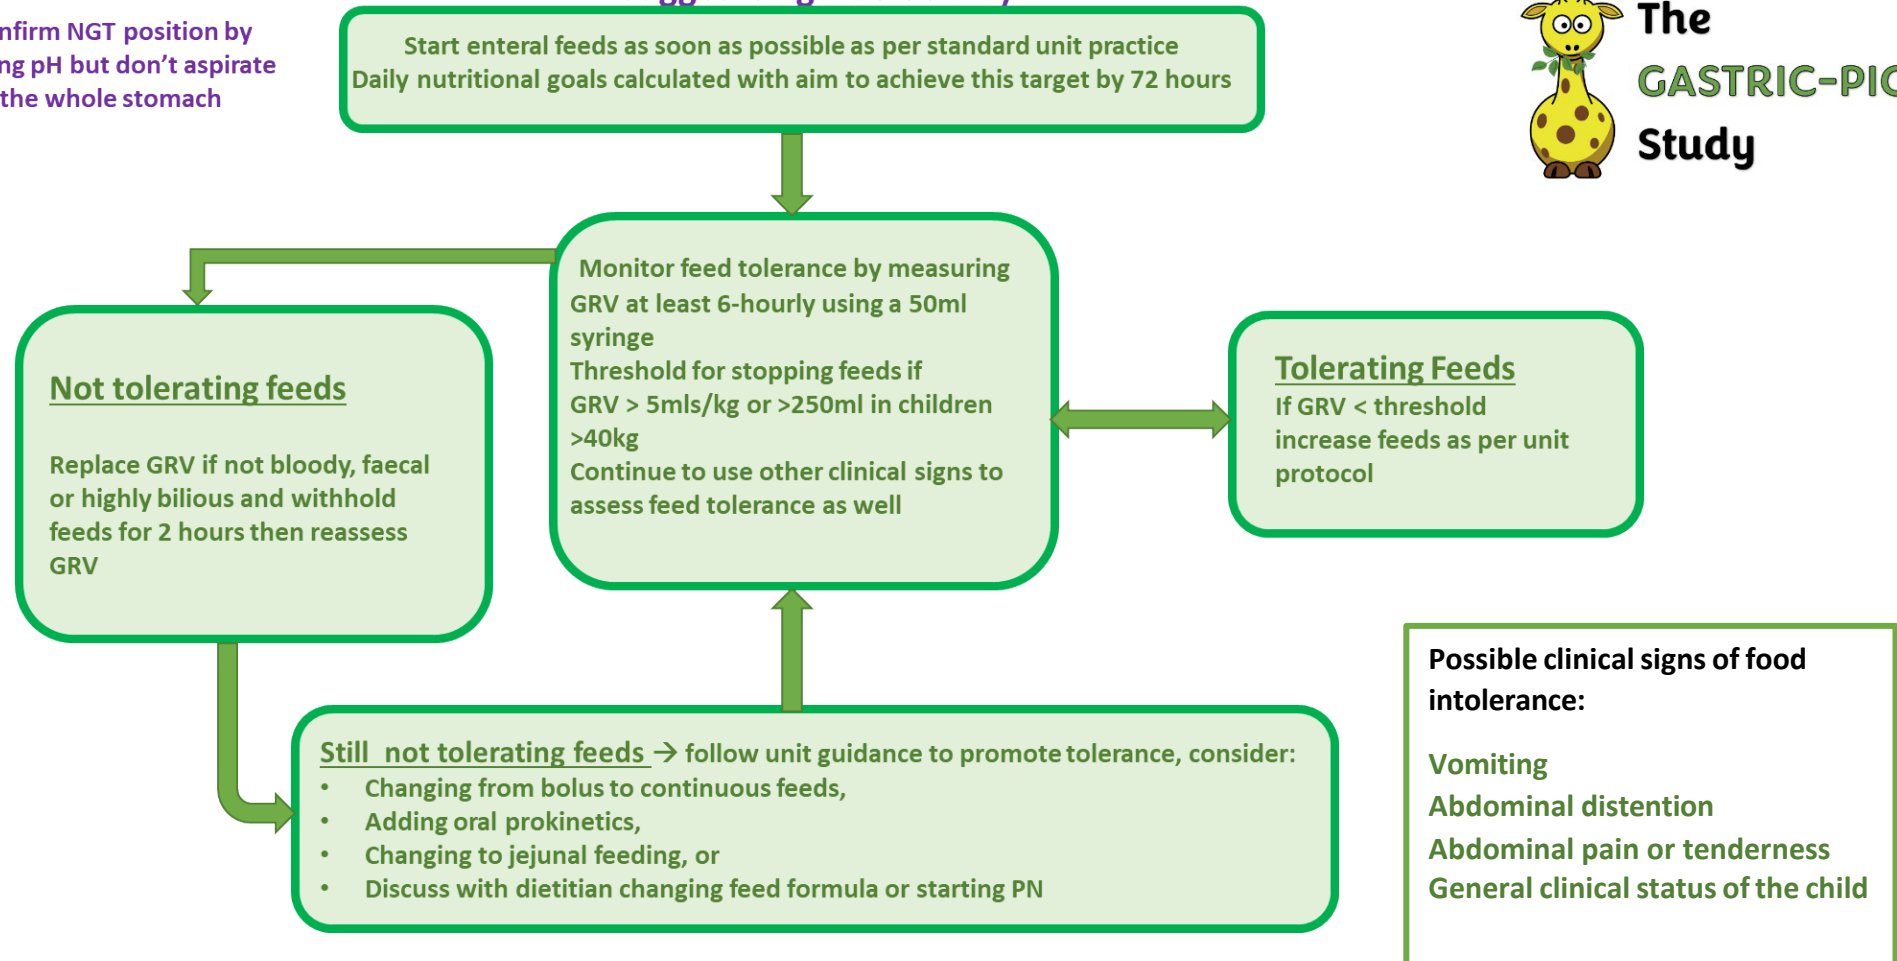 NGT position by
pH but don't aspirate
the whole stomach
Start enteral feeds as soon as possible as per standard unit practice
Daily nutritional goals calculated with aim to achieve this target by 72 hours
The
GASTRIC-PIC
Study
Monitor feed tolerance by measuring
GRV at least 6-hourly using a 50ml
syringe
Threshold for stopping feeds if
GRV > 5mls/kg or >250ml in children
>40kg
Continue to use other clinical signs to
assess feed tolerance as well
Not tolerating feeds
Replace GRV if not bloody, faecal
or highly bilious and withhold
feeds for 2 hours then reassess
GRV
Tolerating Feeds
If GRV < threshold
increase feeds as per unit
protocol
Still not tolerating feeds → follow unit guidance to promote tolerance, consider:
• Changing from bolus to continuous feeds,
• Adding oral prokinetics,
• Changing to jejunal feeding, or
• Discuss with dietitian changing feed formula or starting PN
Possible clinical signs of food
intolerance:
Vomiting
Abdominal distention
Abdominal pain or tenderness
General clinical status of the child